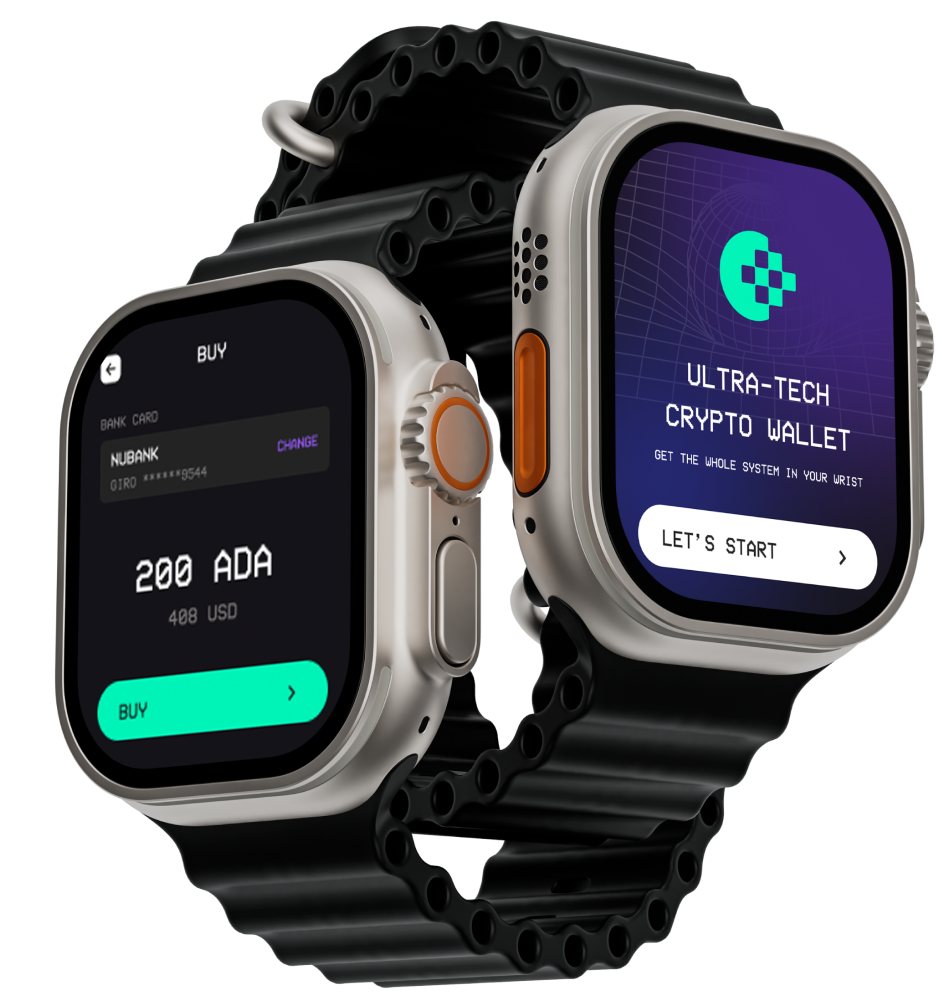 BUY
BANK CARD
NUBANK
CHANGE
GIRO ******9544
200 ADA
408 USD
BUY
ULTRA-TECH
CRYPTO WALLET
GET THE WHOLE SYSTEM IN YOUR WRIST
LET'S START